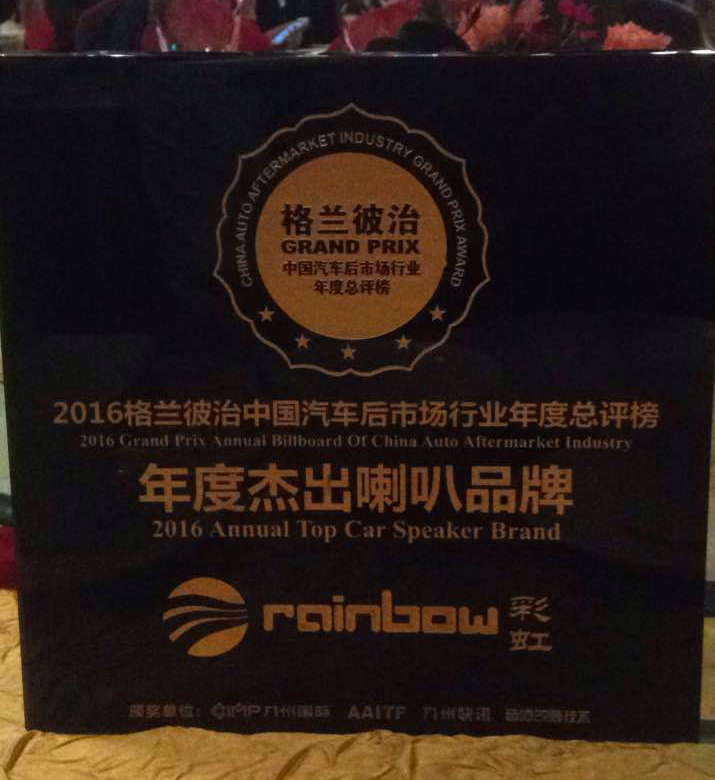 CHINA AUTO AFTERMARKET INDUSTRY GRAND PRIX AWARD
格兰彼治
GRAND PRIX
中国汽车后市场行业
年度总评榜
2016格兰彼治中国汽车后市场行业年度总评榜
2016 Grand Prix Annual Billboard Of China Auto Aftermarket Industry
年度杰出喇叭品牌
2016 Annual Top Car Speaker Brand
rainbow 彩虹
颁奖单位： CIMP九州国际 AAITF 九州快讯